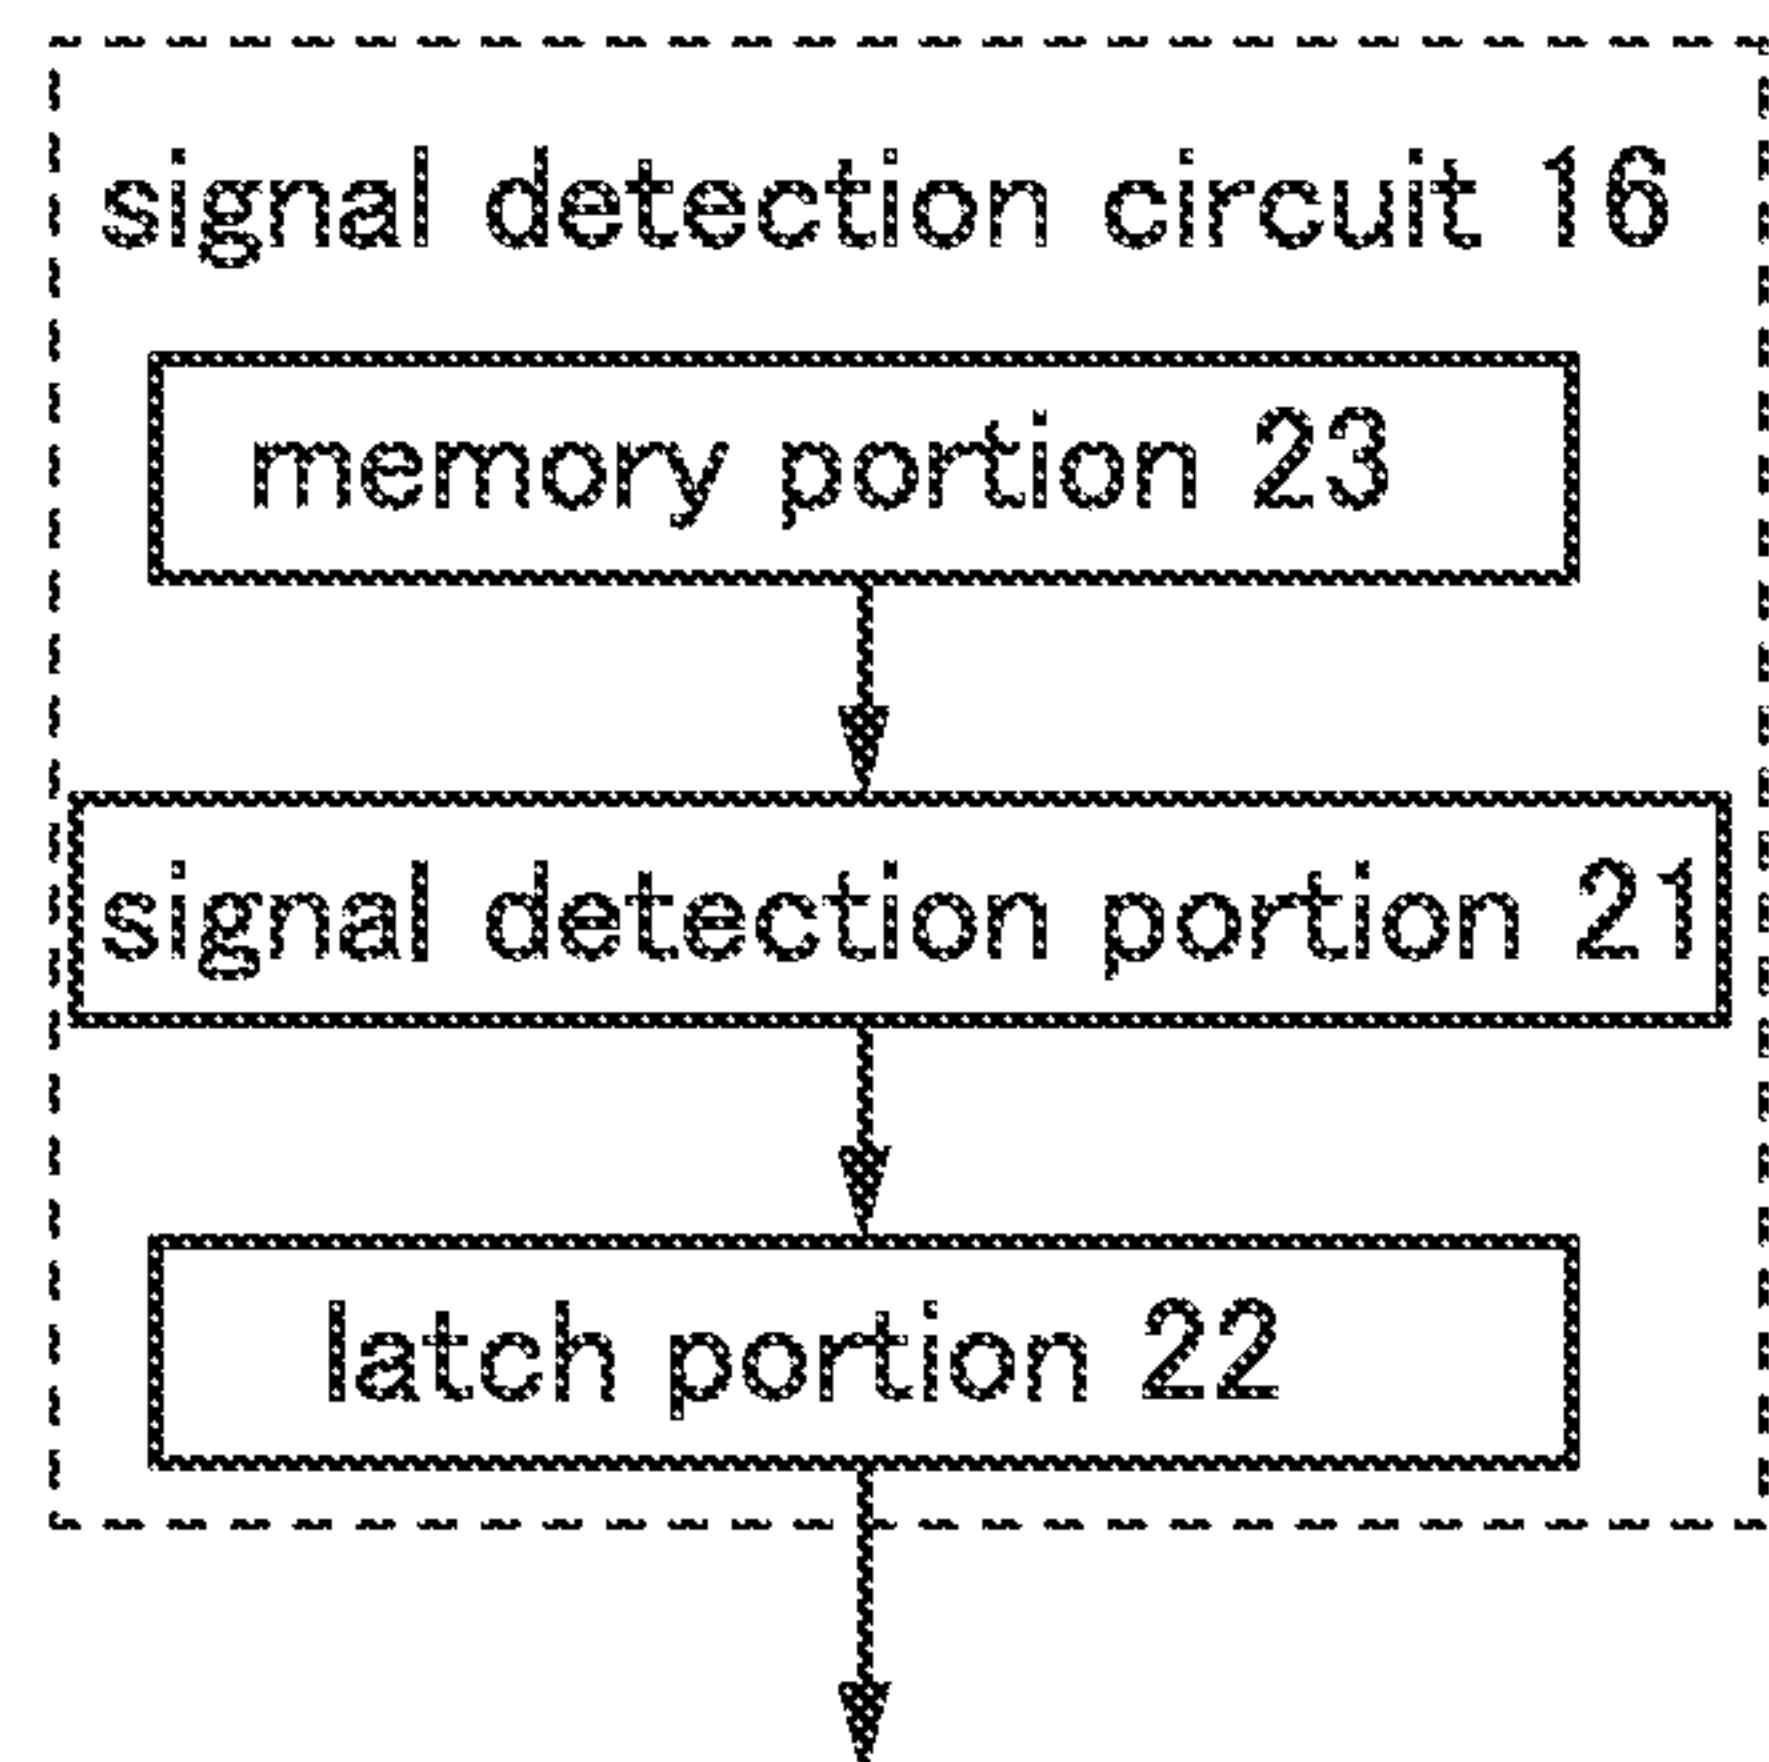 signal detection circuit 16
memory portion 23
signal detection portion 21
latch portion 22